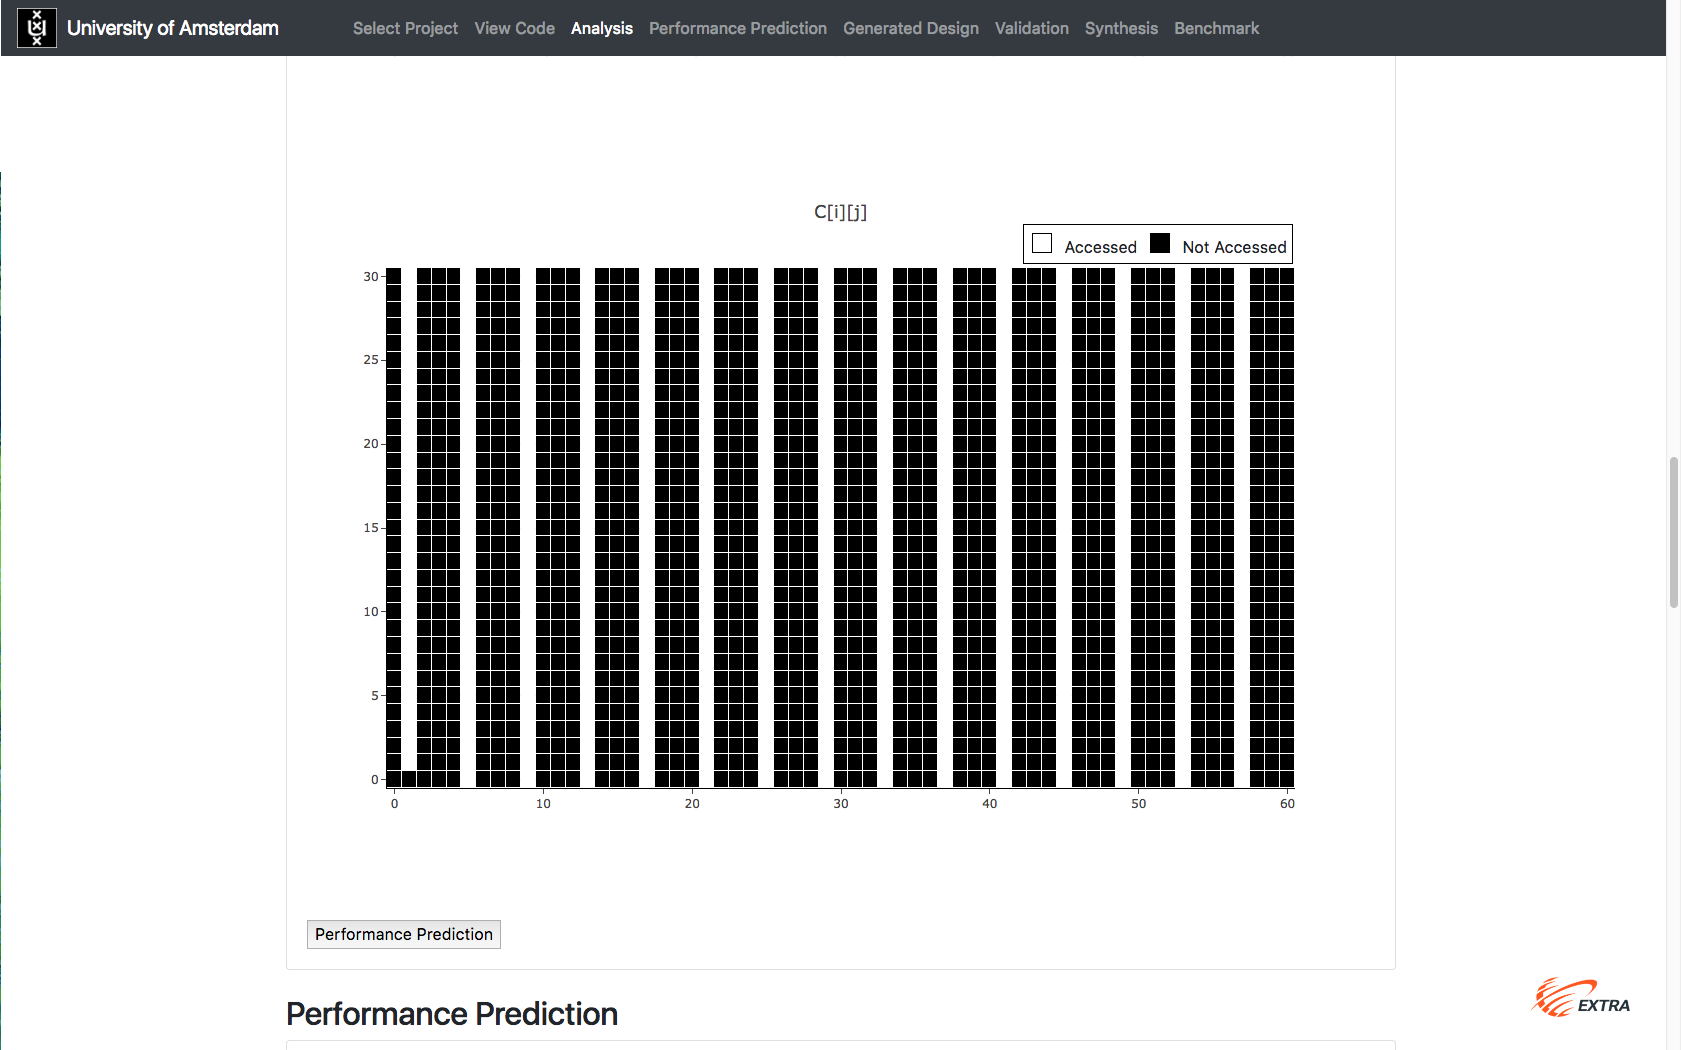 University of Amsterdam
Select Project View Code Analysis Performance Prediction Generated Design Validation Synthesis Benchmark
C[i][j]
Accessed Not Accessed
30
25
20
15
10
5
0
0 10 20 30 40 50 60
Performance Prediction
EXTRA
Performance Prediction